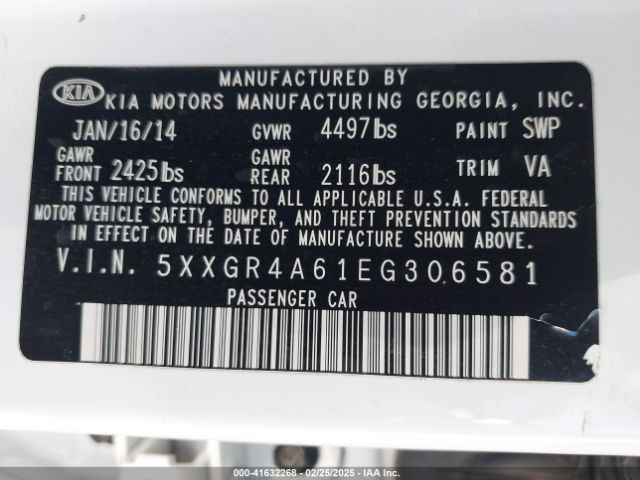 MANUFACTURED BY
KIA KIA MOTORS MANUFACTURING GEORGIA, INC.
JAN/16/14 GVWR 4497lbs PAINT SWP
GAWR FRONT 2425lbs GAWR REAR 2116lbs TRIM VA
THIS VEHICLE CONFORMS TO ALL APPLICABLE U.S.A. FEDERAL
MOTOR VEHICLE SAFETY, BUMPER, AND THEFT PREVENTION STANDARDS
IN EFFECT ON THE DATE OF MANUFACTURE SHOWN ABOVE.
V.I.N. 5XXGR4A61EG306581
PASSENGER CAR
000-41632268 - 02/25/2025 - IAA Inc.